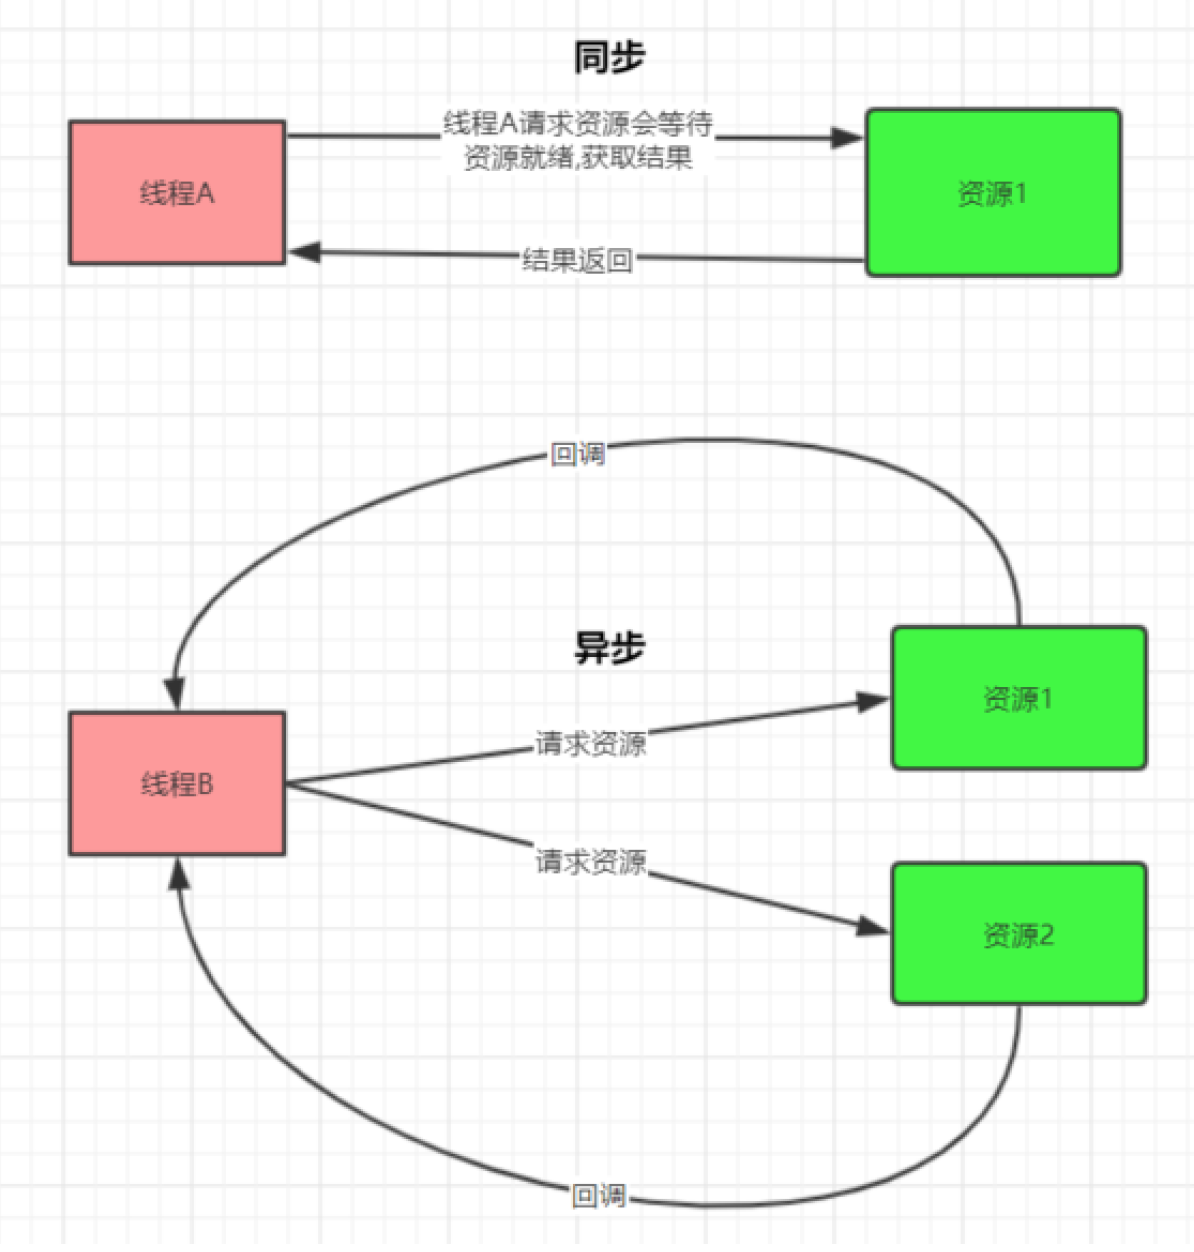 同步
线程A请求资源会等待
资源就绪,获取结果
线程A
资源1
结果返回
回调
异步
资源1
请求资源
线程B
请求资源
资源2
回调